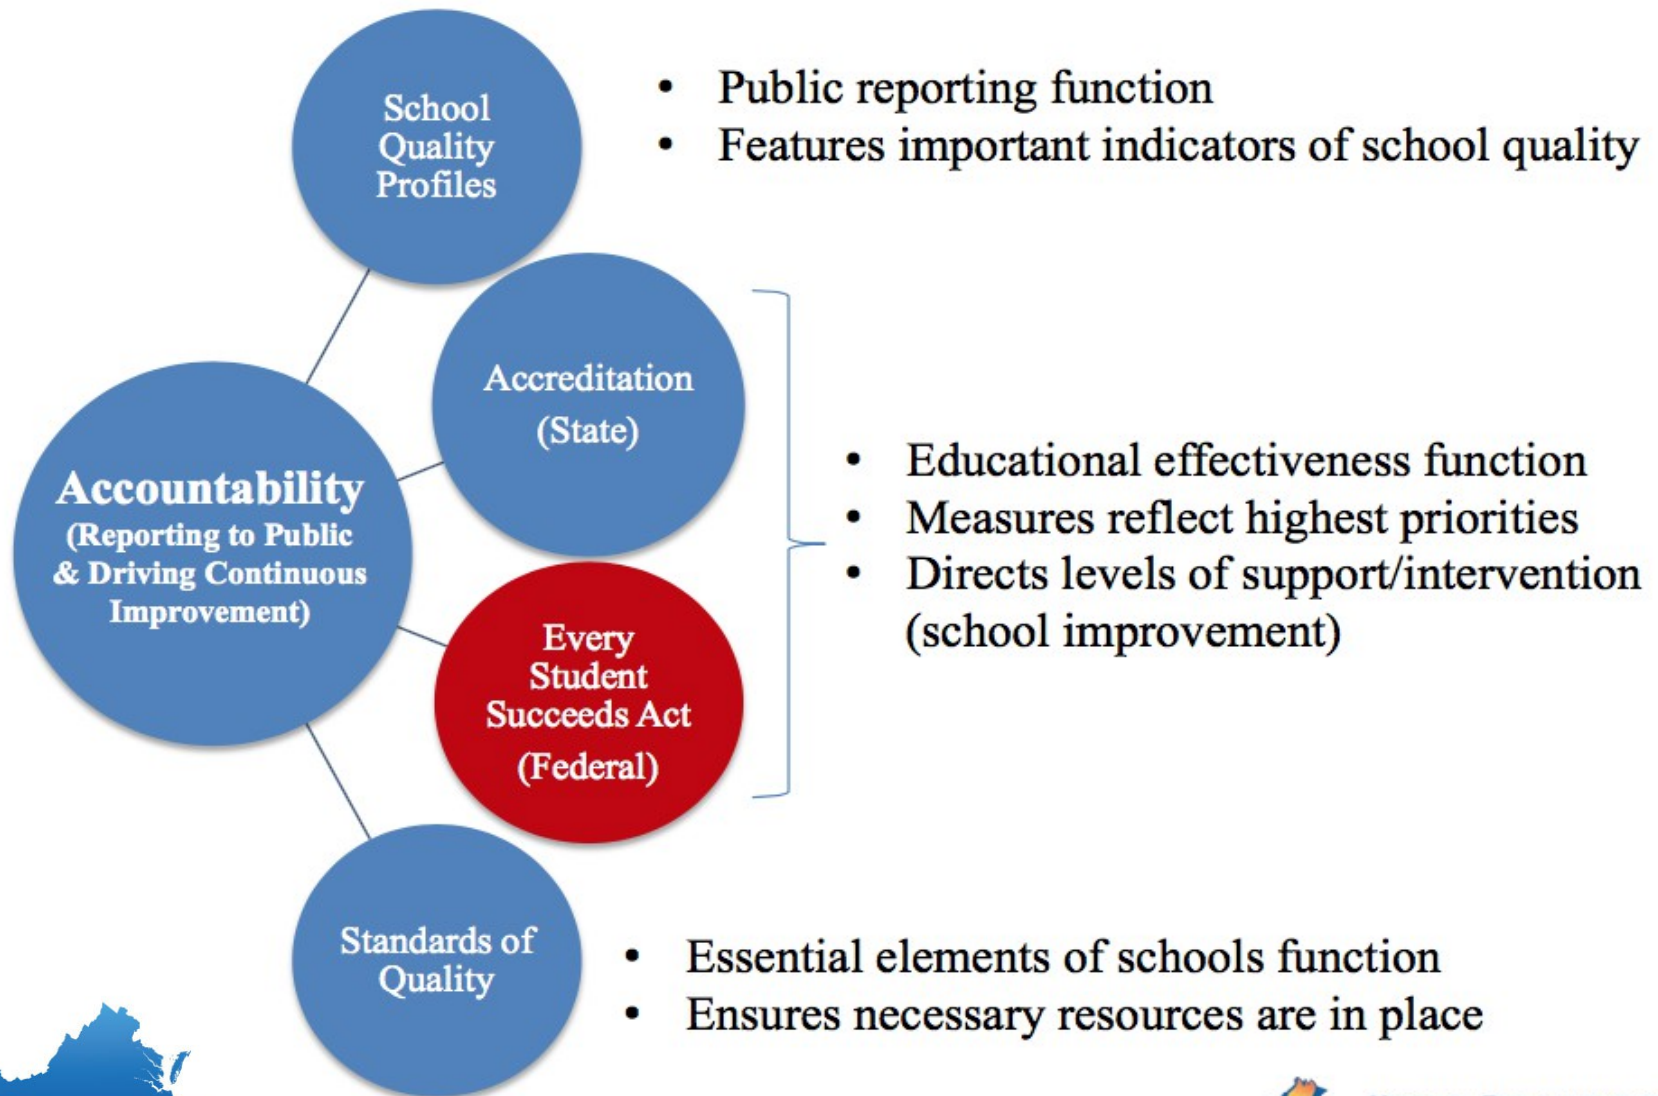 School
Quality
Profiles
• Public reporting function
• Features important indicators of school quality
Accreditation
(State)
Accountability
(Reporting to Public
& Driving Continuous
Improvement)
• Educational effectiveness function
• Measures reflect highest priorities
• Directs levels of support/intervention
(school improvement)
Every
Student
Succeeds Act
(Federal)
Standards of
Quality
• Essential elements of schools function
• Ensures necessary resources are in place